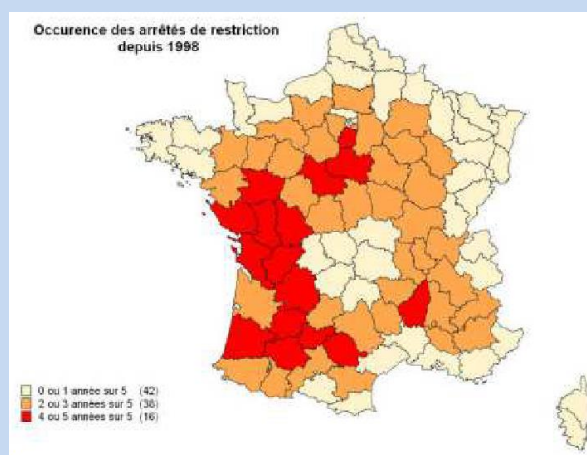 Occurence des arrêtés de restriction
depuis 1998
0 ou 1 année sur 5 (42)
2 ou 3 années sur 5 (38)
4 ou 5 années sur 5 (16)